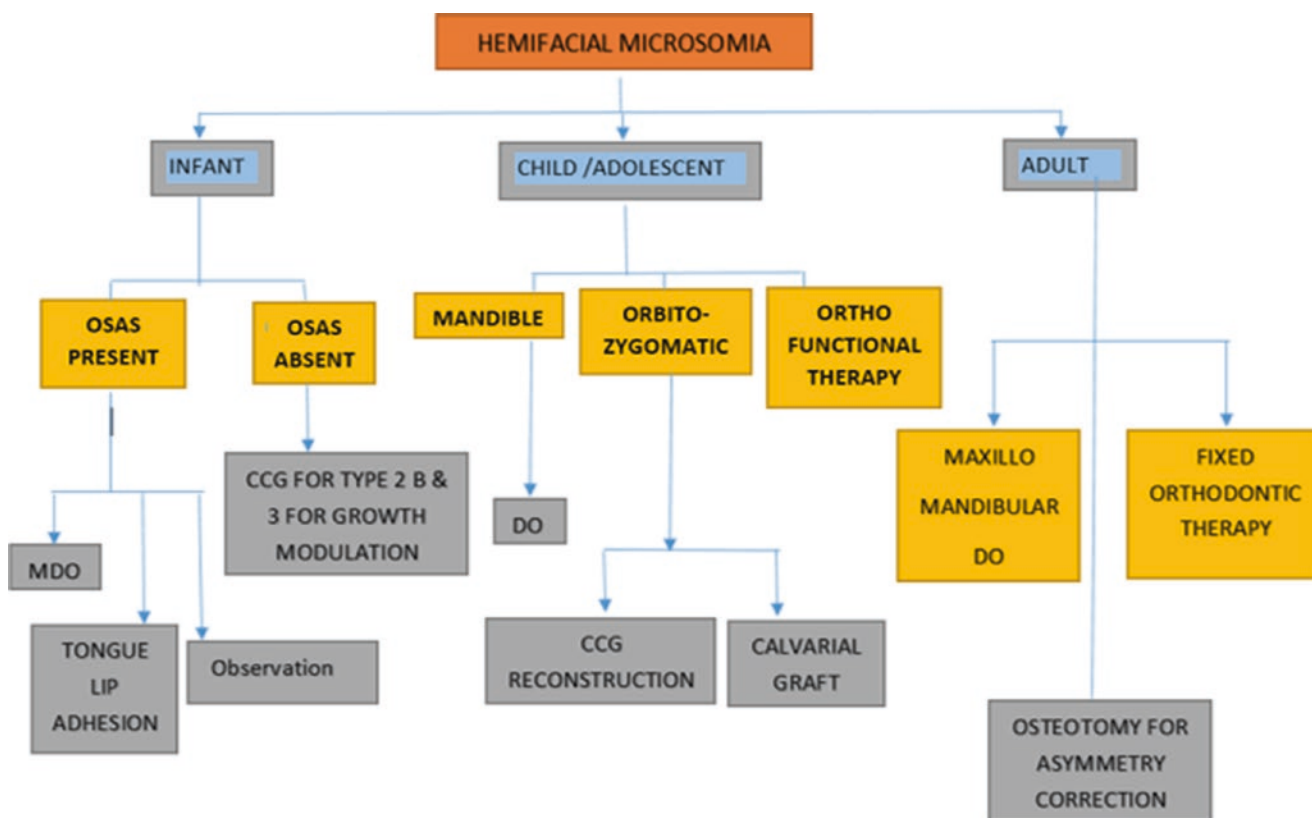 HEMIFACIAL MICROSOMIA
INFANT
CHILD /ADOLESCENT
ADULT
OSAS
PRESENT
OSAS
ABSENT
MANDIBLE
ORBITO-
ZYGOMATIC
ORTHO
FUNCTIONAL
THERAPY
MAXILLO
MANDIBULAR
DO
FIXED
ORTHODONTIC
THERAPY
CCG FOR TYPE 2 B &
3 FOR GROWTH
MODULATION
DO
MDO
TONGUE
LIP
ADHESION
Observation
CCG
RECONSTRUCTION
CALVARIAL
GRAFT
OSTEOTOMY FOR
ASYMMETRY
CORRECTION